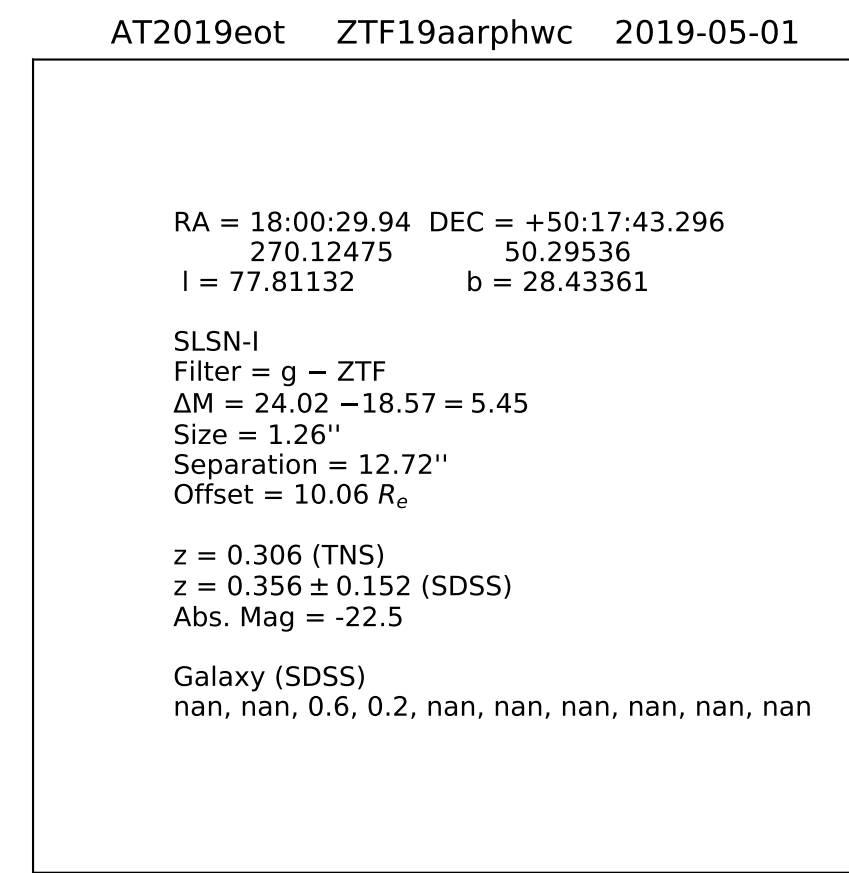 AT2019eot ZTF19aarphwc 2019-05-01
RA = 18:00:29.94 DEC = +50:17:43.296
270.12475 50.29536
l = 77.81132 b = 28.43361
SLSN-I
Filter = g − ZTF
ΔM = 24.02 −18.57 = 5.45
Size = 1.26''
Separation = 12.72''
Offset = 10.06 Rₑ
z = 0.306 (TNS)
z = 0.356 ± 0.152 (SDSS)
Abs. Mag = -22.5
Galaxy (SDSS)
nan, nan, 0.6, 0.2, nan, nan, nan, nan, nan, nan